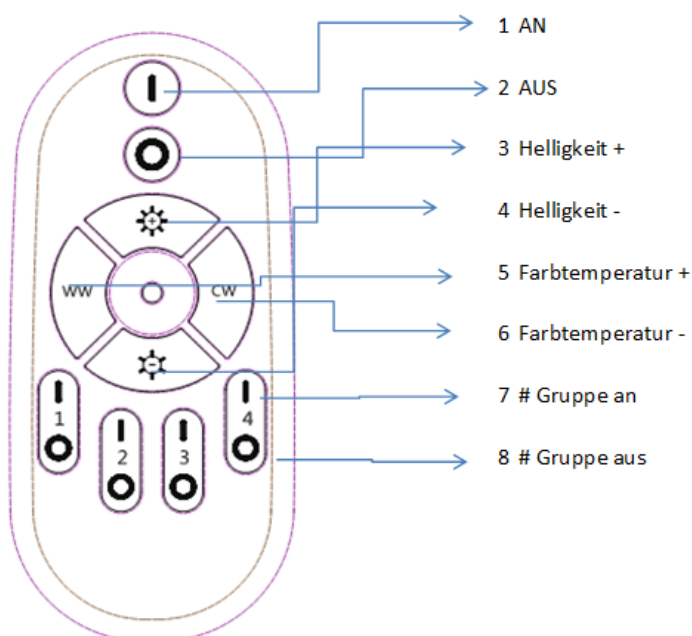 1 AN
2 AUS
3 Helligkeit +
4 Helligkeit -
WW
CW
5 Farbtemperatur +
6 Farbtemperatur -
1
4
7 # Gruppe an
2
3
8 # Gruppe aus